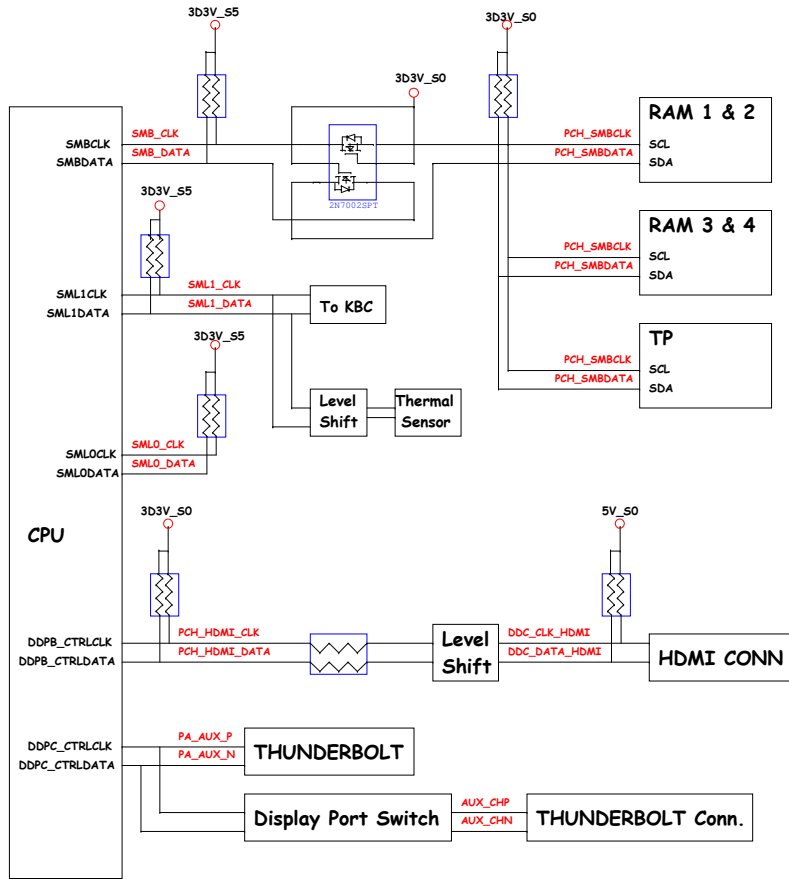 3D3V_S5
3D3V_S0
3D3V_S0
RAM 1 & 2
SMBCLK
SMB_CLK
PCH_SMBCLK
SCL
SMBDATA
SMB_DATA
PCH_SMBDATA
SDA
2N7002SPT
3D3V_S5
RAM 3 & 4
PCH_SMBCLK
SCL
PCH_SMBDATA
SDA
SML1CLK
SML1_CLK
SML1DATA
SML1_DATA
To KBC
3D3V_S5
TP
PCH_SMBCLK
SCL
PCH_SMBDATA
SDA
Level
Shift
Thermal
Sensor
SML0CLK
SML0_CLK
SML0DATA
SML0_DATA
CPU
3D3V_S0
5V_S0
DDPB_CTRLCLK
PCH_HDMI_CLK
DDPB_CTRLDATA
PCH_HDMI_DATA
Level
Shift
DDC_CLK_HDMI
DDC_DATA_HDMI
HDMI CONN
DDPC_CTRLCLK
PA_AUX_P
DDPC_CTRLDATA
PA_AUX_N
THUNDERBOLT
Display Port Switch
AUX_CHP
AUX_CHN
THUNDERBOLT Conn.